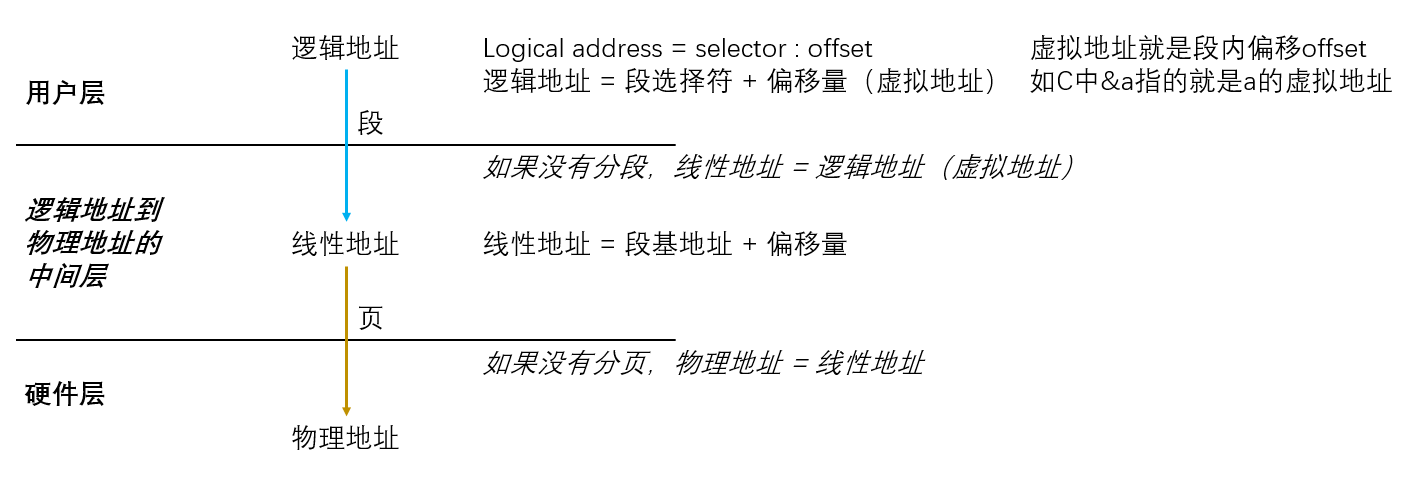 逻辑地址
Logical address = selector : offset
虚拟地址就是段内偏移offset
用户层
逻辑地址 = 段选择符 + 偏移量（虚拟地址）
如C中&a指的就是a的虚拟地址
段
如果没有分段，线性地址 = 逻辑地址（虚拟地址）
逻辑地址到
物理地址的
中间层
线性地址
线性地址 = 段基地址 + 偏移量
页
如果没有分页，物理地址 = 线性地址
硬件层
物理地址